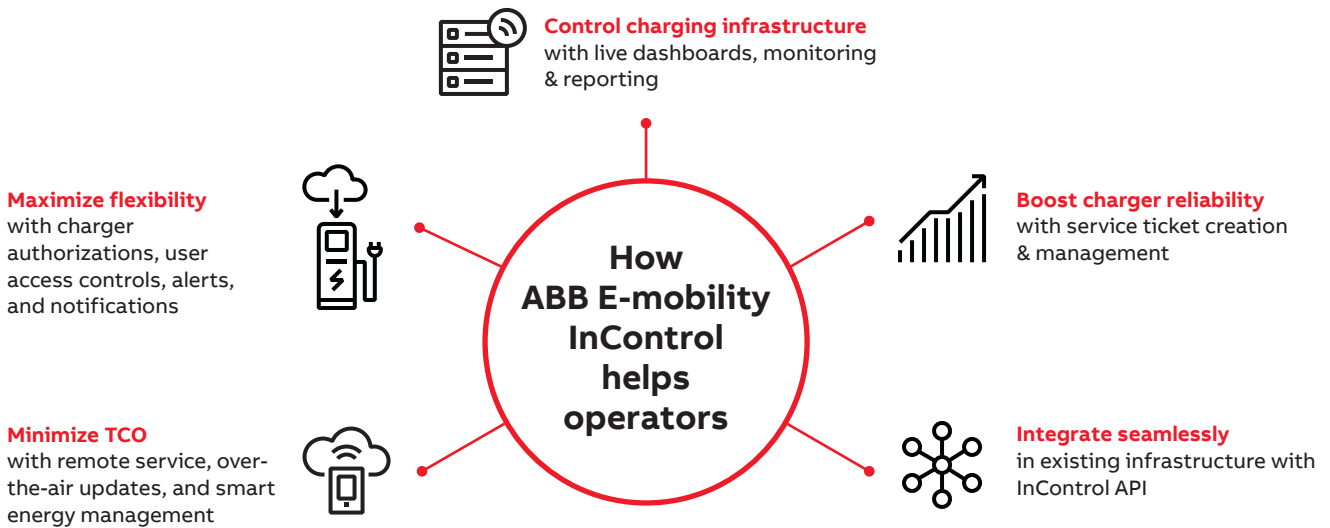 Control charging infrastructure
with live dashboards, monitoring
& reporting
Maximize flexibility
with charger
authorizations, user
access controls, alerts,
and notifications
Boost charger reliability
with service ticket creation
& management
How
ABB E-mobility
InControl
helps
operators
Minimize TCO
with remote service, over-
the-air updates, and smart
energy management
Integrate seamlessly
in existing infrastructure with
InControl API